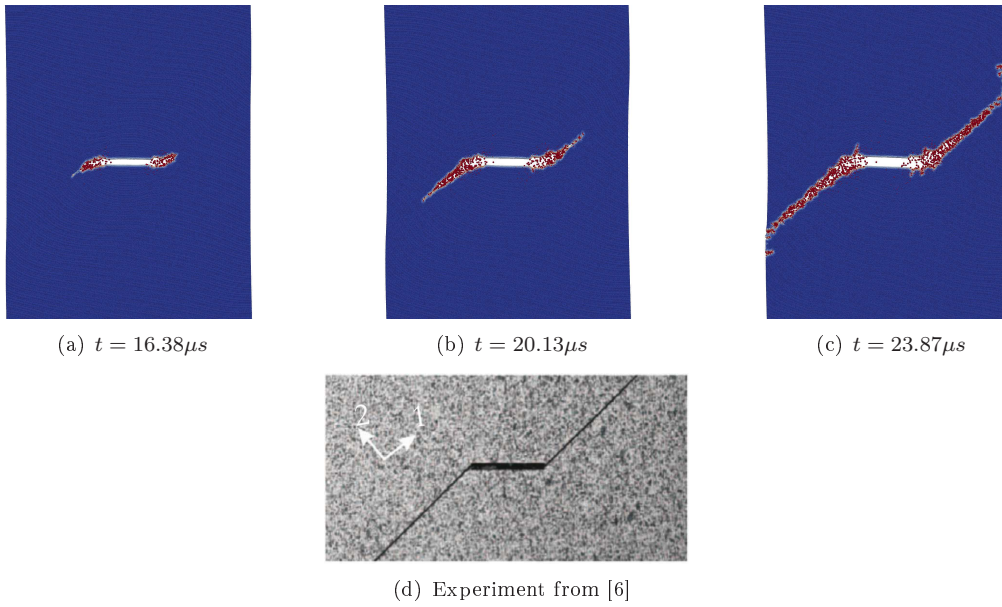 (a) t = 16.38μs
(b) t = 20.13μs
(c) t = 23.87μs
2 1
(d) Experiment from [6]